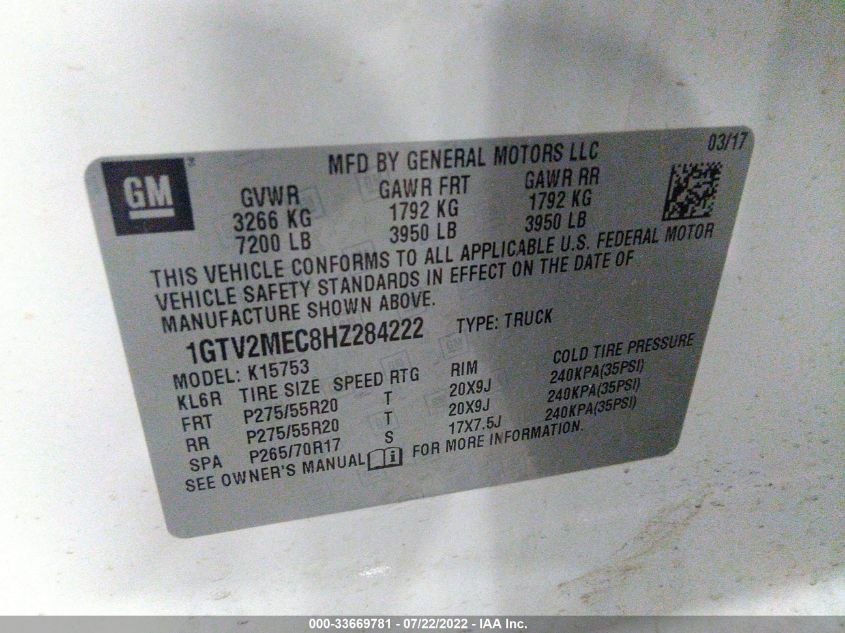 GM ® MFD BY GENERAL MOTORS LLC 03/17
GVWR GAWR FRT GAWR RR
3266 KG 1792 KG 1792 KG
7200 LB 3950 LB 3950 LB
THIS VEHICLE CONFORMS TO ALL APPLICABLE U.S. FEDERAL MOTOR
VEHICLE SAFETY STANDARDS IN EFFECT ON THE DATE OF
MANUFACTURE SHOWN ABOVE.
1GTV2MEC8HZ284222 TYPE: TRUCK
MODEL: K15753
KL6R TIRE SIZE SPEED RTG RIM COLD TIRE PRESSURE
FRT P275/55R20 T 20X9J 240KPA(35PSI)
RR P275/55R20 T 20X9J 240KPA(35PSI)
SPA P265/70R17 S 17X7.5J 240KPA(35PSI)
SEE OWNER'S MANUAL i FOR MORE INFORMATION.
000-33669781 - 07/22/2022 - IAA Inc.